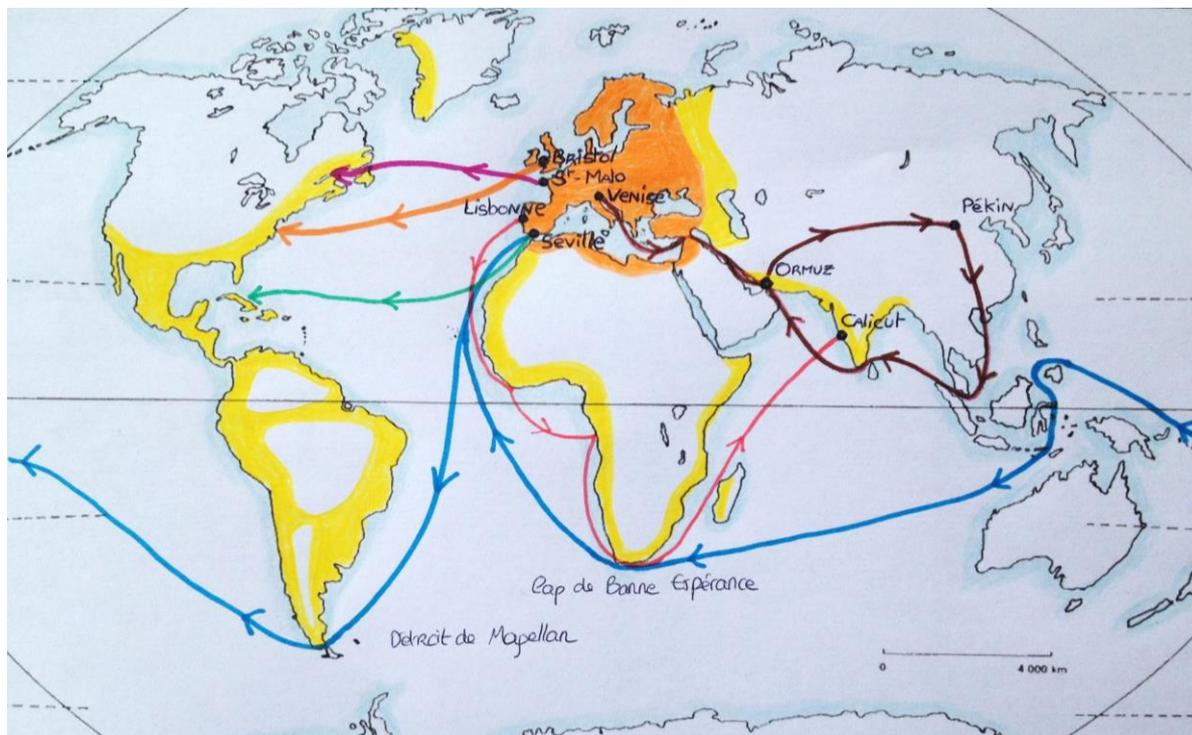 Bristol
St-Malo
Venise
Lisbonne
Séville
Pékin
Ormuz
Calicut
Cap de Bonne Espérance
Détroit de Magellan
0 4 000 km